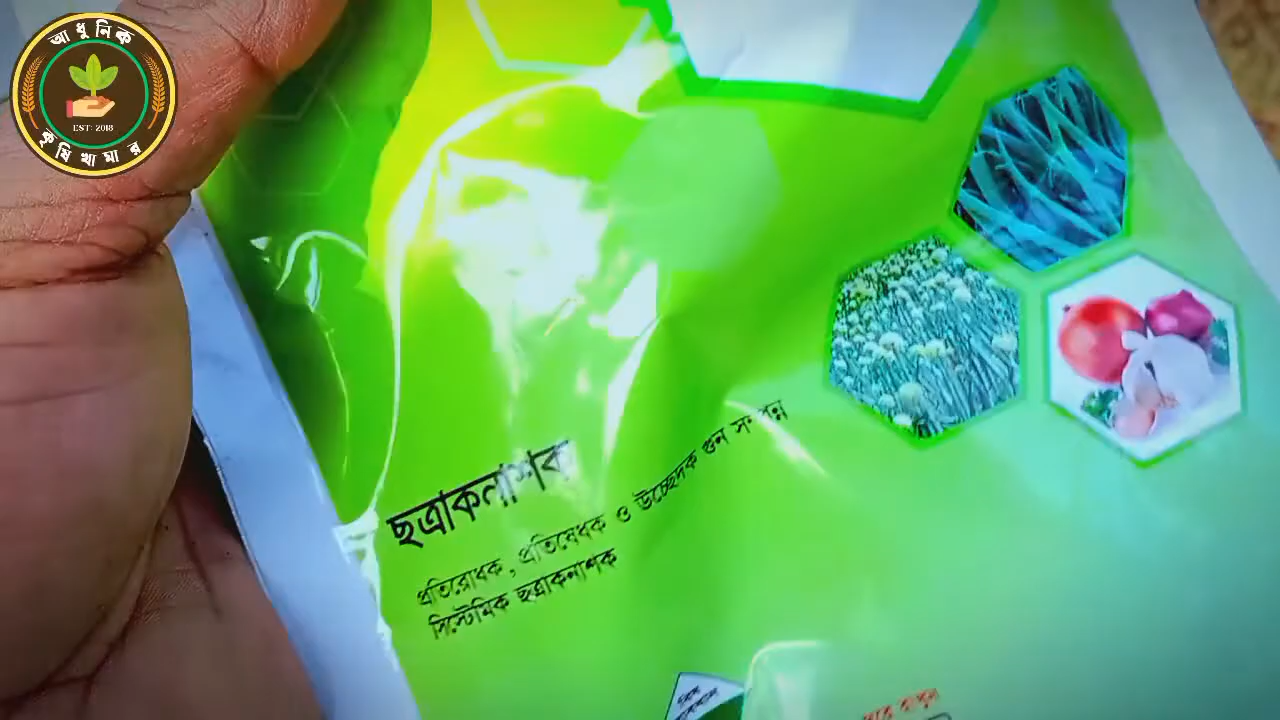 আধুনিক
EST: 2018
কৃষি খামার
ছত্রাকনাশক
প্রতিরোধক, প্রতিষেধক ও উচ্ছেদক গুন সম্পন্ন
সিস্টেমিক ছত্রাকনাশক